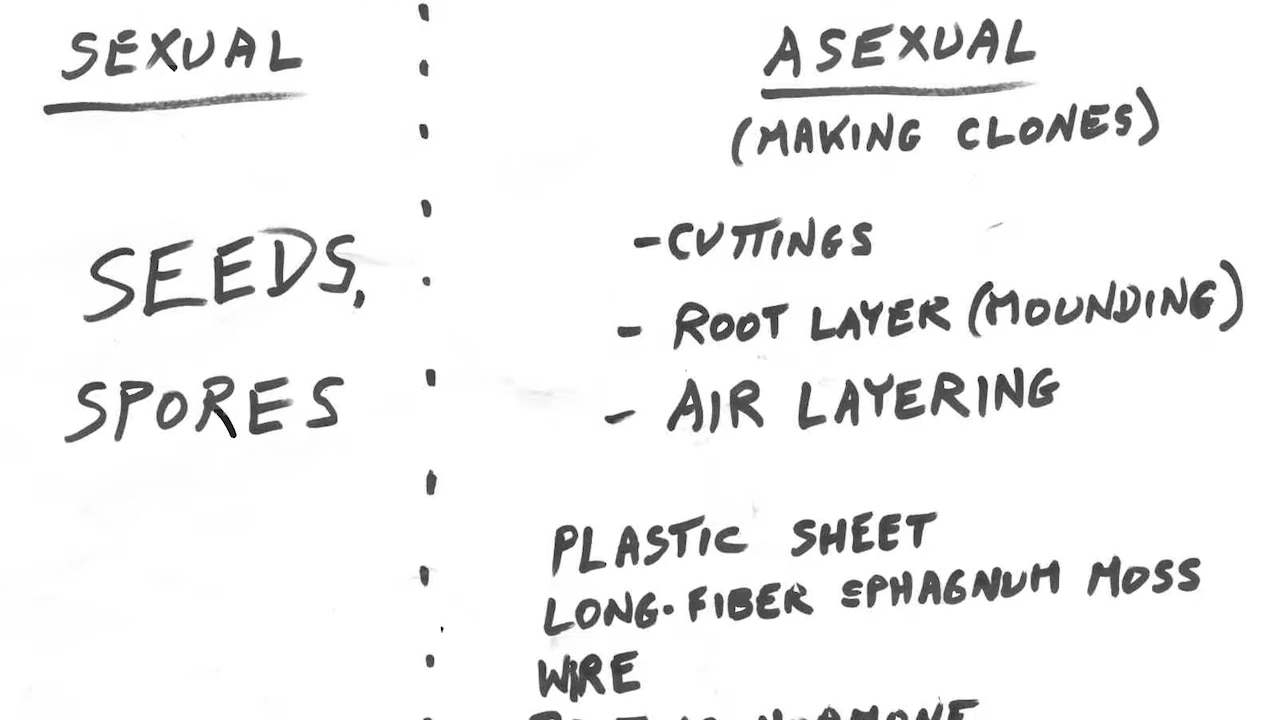 SEXUAL
SEEDS,
SPORES
ASEXUAL
(MAKING CLONES)
-CUTTINGS
- ROOT LAYER (MOUNDING)
- AIR LAYERING
PLASTIC SHEET
LONG-FIBER SPHAGNUM MOSS
WIRE
HORMONE